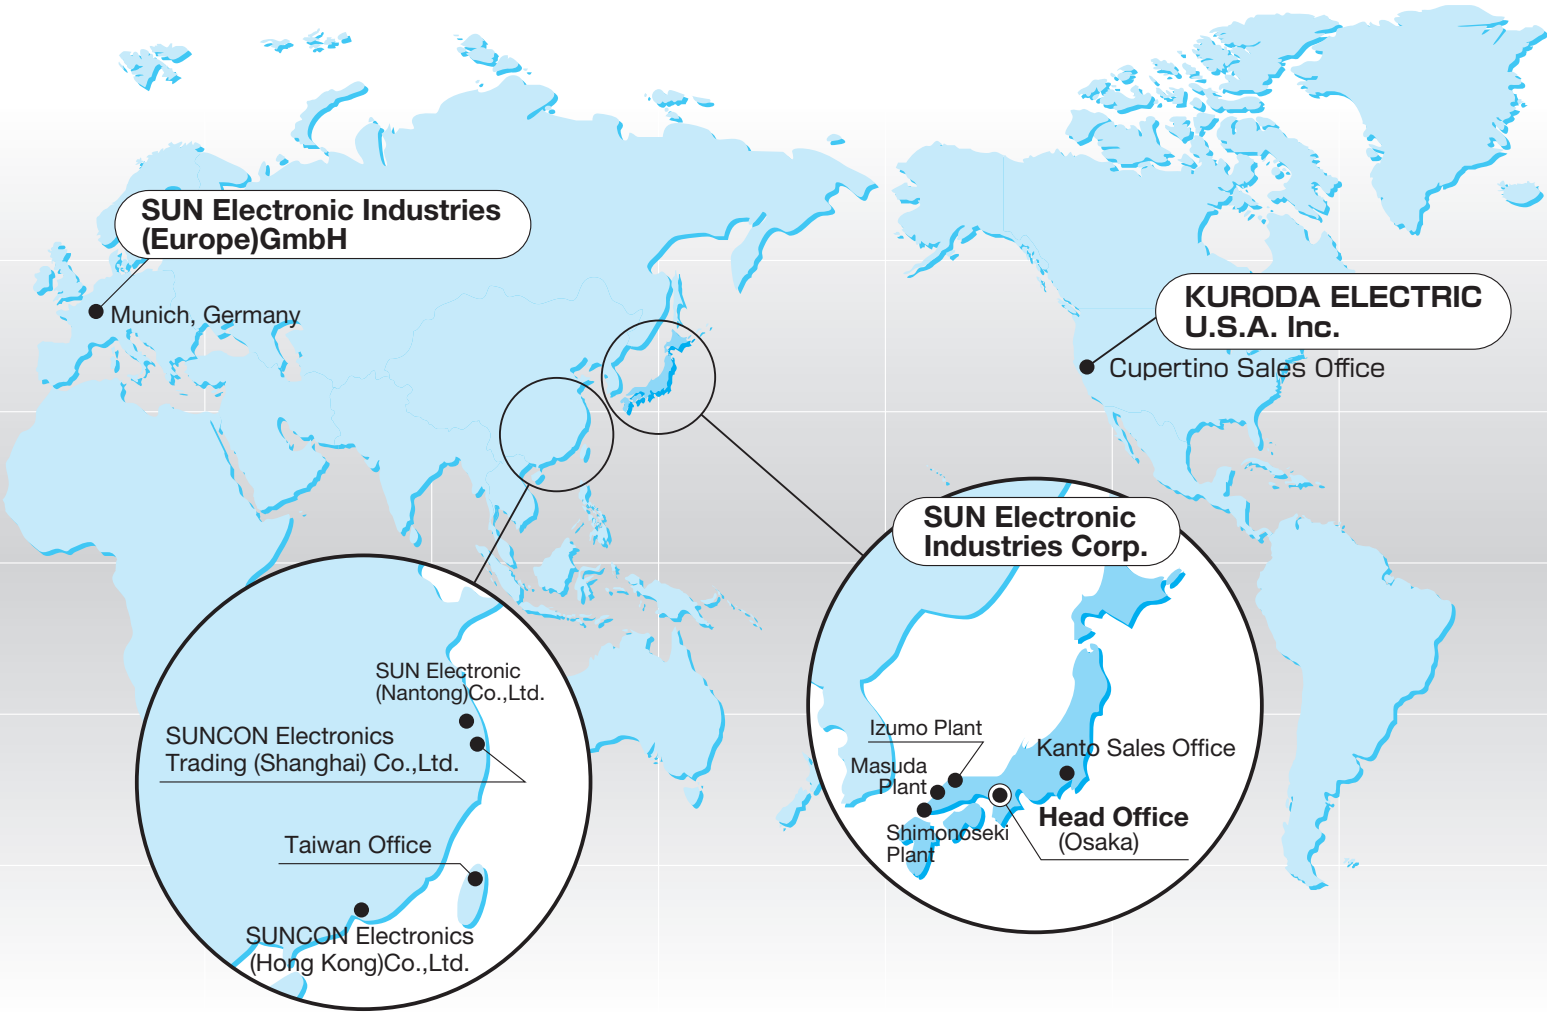 SUN Electronic Industries
(Europe)GmbH
Munich, Germany
KURODA ELECTRIC
U.S.A. Inc.
Cupertino Sales Office
SUN Electronic
Industries Corp.
Izumo Plant
Kanto Sales Office
Masuda
Plant
Head Office
(Osaka)
Shimonoseki
Plant
SUN Electronic
(Nantong)Co.,Ltd.
SUNCON Electronics
Trading (Shanghai) Co.,Ltd.
Taiwan Office
SUNCON Electronics
(Hong Kong)Co.,Ltd.